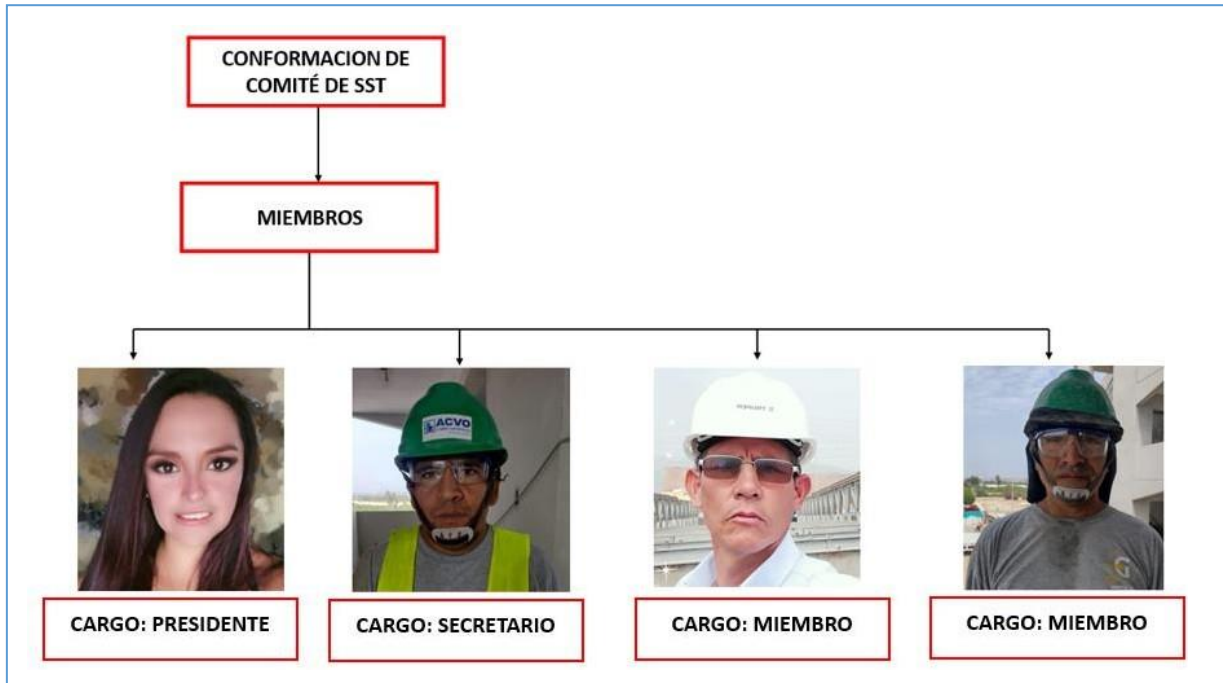 CONFORMACION DE
COMITÉ DE SST
MIEMBROS
ACVO
CARGO: PRESIDENTE
CARGO: SECRETARIO
CARGO: MIEMBRO
CARGO: MIEMBRO